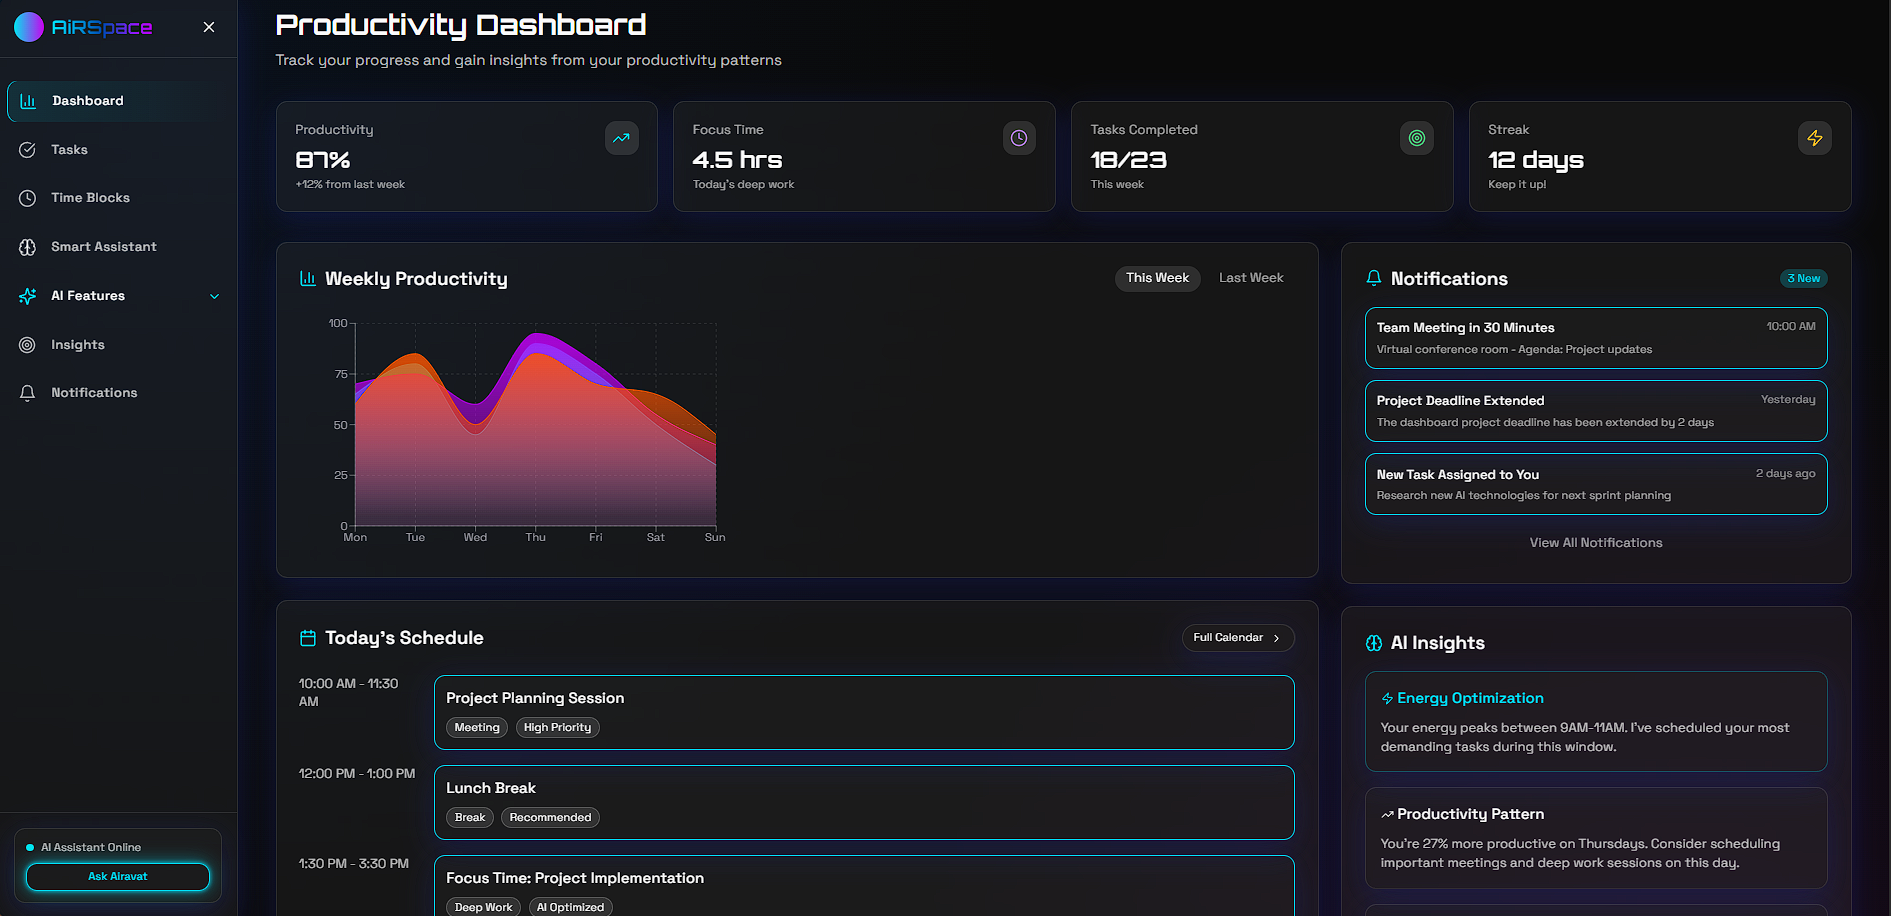 AiRSpace
Dashboard
Tasks
Time Blocks
Smart Assistant
AI Features
Insights
Notifications
AI Assistant Online
Ask Airavat
Productivity Dashboard
Track your progress and gain insights from your productivity patterns
Productivity
87%
+12% from last week
Focus Time
4.5 hrs
Today's deep work
Tasks Completed
18/23
This week
Streak
12 days
Keep it up!
Weekly Productivity
This Week
Last Week
100
75
50
25
0
Mon Tue Wed Thu Fri Sat Sun
Notifications
3 New
Team Meeting in 30 Minutes
10:00 AM
Virtual conference room - Agenda: Project updates
Project Deadline Extended
Yesterday
The dashboard project deadline has been extended by 2 days
New Task Assigned to You
2 days ago
Research new AI technologies for next sprint planning
View All Notifications
Today's Schedule
Full Calendar
10:00 AM - 11:30
AM
Project Planning Session
Meeting
High Priority
12:00 PM - 1:00 PM
Lunch Break
Break
Recommended
1:30 PM - 3:30 PM
Focus Time: Project Implementation
Deep Work
AI Optimized
AI Insights
Energy Optimization
Your energy peaks between 9AM-11AM. I've scheduled your most
demanding tasks during this window.
Productivity Pattern
You're 27% more productive on Thursdays. Consider scheduling
important meetings and deep work sessions on this day.